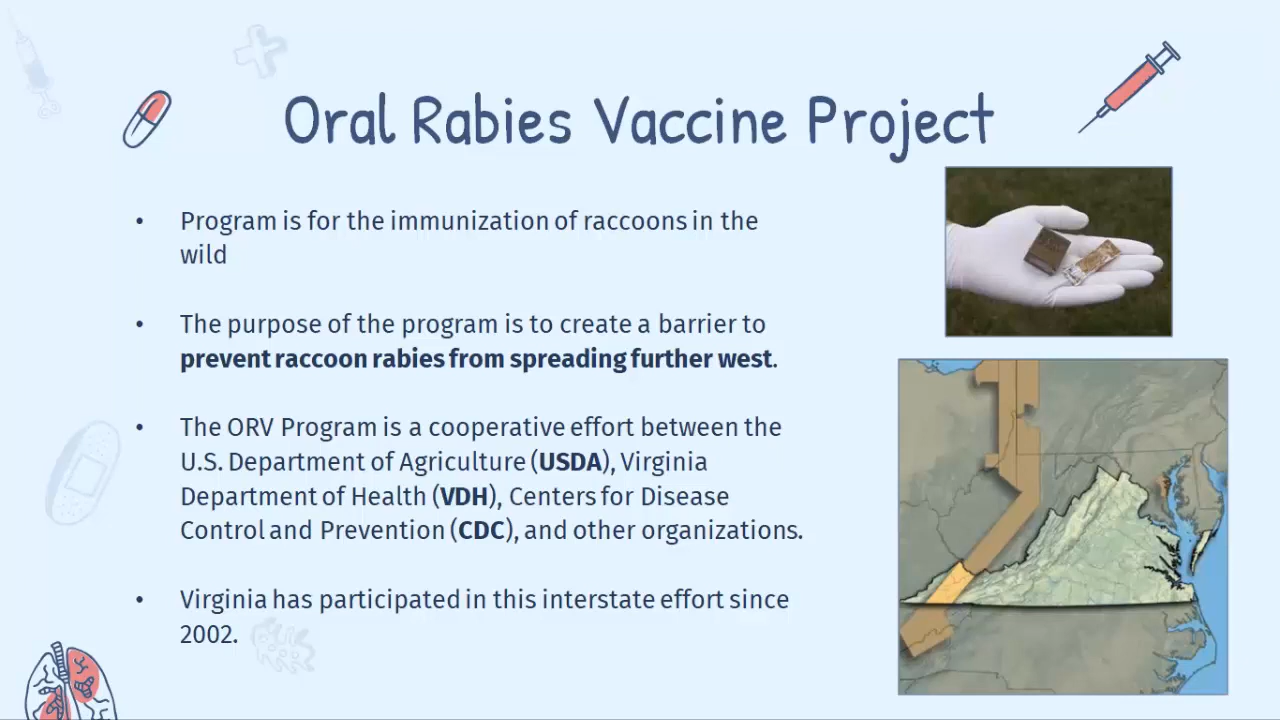 Oral Rabies Vaccine Project
• Program is for the immunization of raccoons in the
wild
• The purpose of the program is to create a barrier to
prevent raccoon rabies from spreading further west.
• The ORV Program is a cooperative effort between the
U.S. Department of Agriculture (USDA), Virginia
Department of Health (VDH), Centers for Disease
Control and Prevention (CDC), and other organizations.
• Virginia has participated in this interstate effort since
2002.